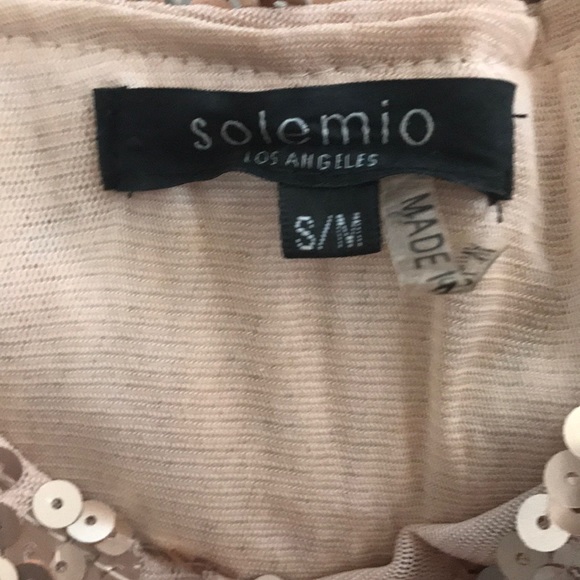 solemio
LOS ANGELES
S/M
MADE IN